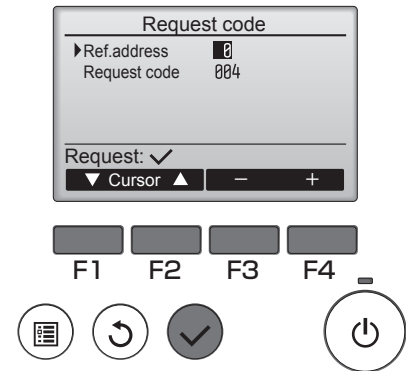 Request code
Ref.address 0
Request code 004
Request: ✓
▼ Cursor ▲ − +
F1 F2 F3 F4